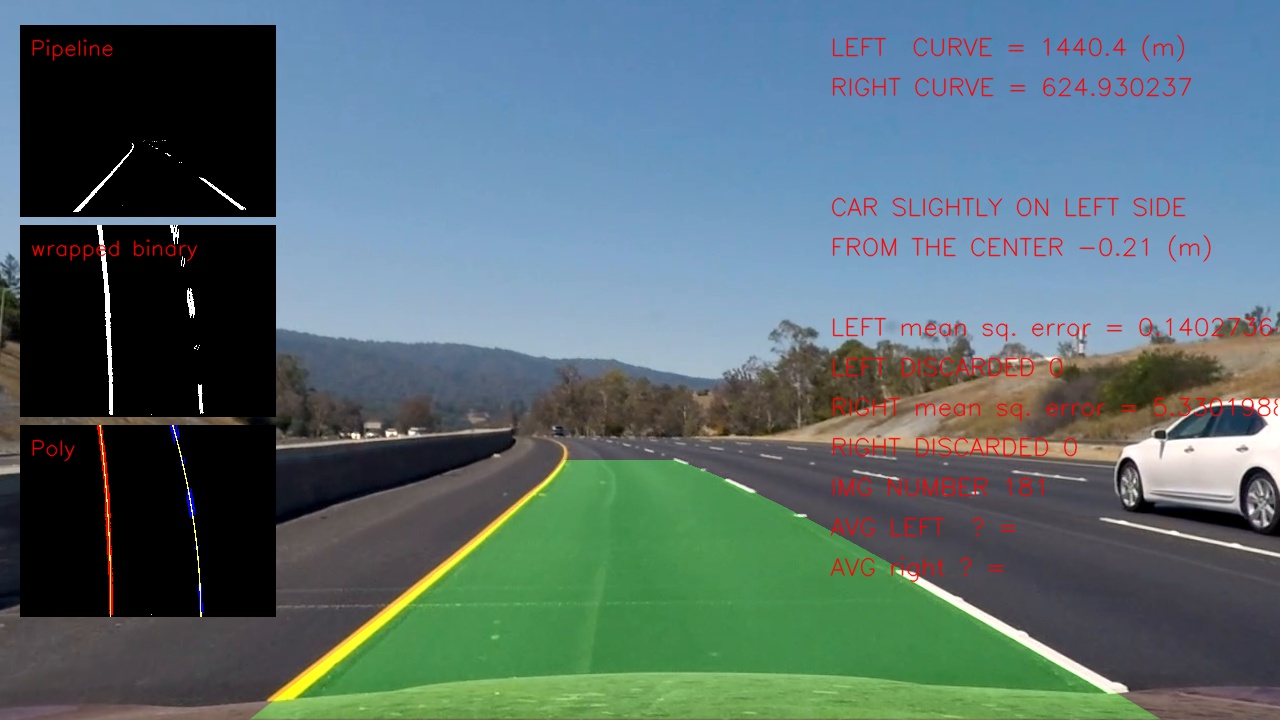 Pipeline
wrapped binary
Poly
LEFT CURVE = 1440.4 (m)
RIGHT CURVE = 624.930237
CAR SLIGHTLY ON LEFT SIDE
FROM THE CENTER −0.21 (m)
LEFT mean sq. error = 0.1402736
LEFT DISCARDED 0
RIGHT mean sq. error = 5.3301988
RIGHT DISCARDED 0
IMG NUMBER 181
AVG LEFT ? =
AVG right ? =